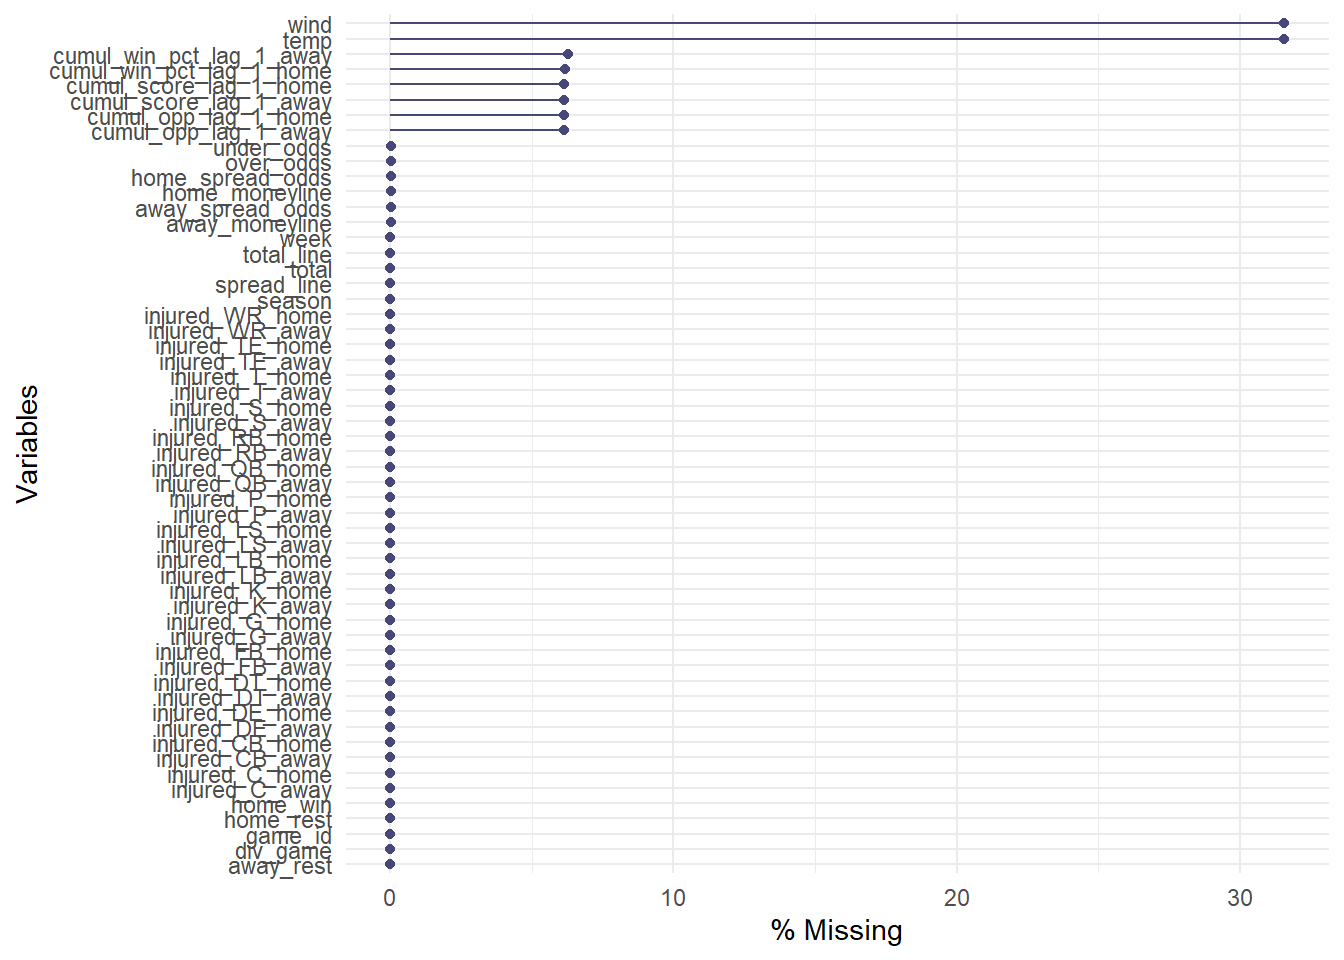 wind
temp
cumul_win_pct_lag_1_away
cumul_win_pct_lag_1_home
cumul_score_lag_1_home
cumul_score_lag_1_away
cumul_opp_lag_1_home
cumul_opp_lag_1_away
under_odds
over_odds
home_spread_odds
home_moneyline
away_spread_odds
away_moneyline
week
total_line
total
spread_line
season
injured_WR_home
injured_WR_away
injured_TE_home
injured_TE_away
injured_T_home
injured_T_away
injured_S_home
injured_S_away
injured_RB_home
injured_RB_away
injured_QB_home
injured_QB_away
injured_P_home
injured_P_away
injured_LS_home
injured_LS_away
injured_LB_home
injured_LB_away
injured_K_home
injured_K_away
injured_G_home
injured_G_away
injured_FB_home
injured_FB_away
injured_DT_home
injured_DT_away
injured_DE_home
injured_DE_away
injured_CB_home
injured_CB_away
injured_C_home
injured_C_away
home_win
home_rest
game_id
div_game
away_rest
Variables
0 10 20 30
% Missing